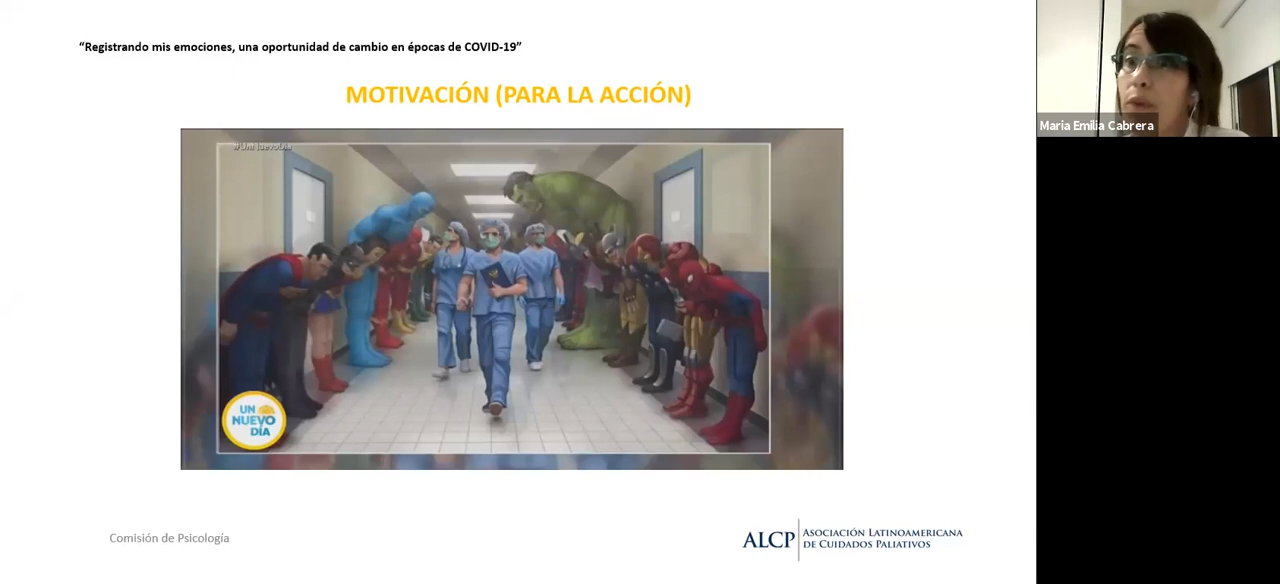 “Registrando mis emociones, una oportunidad de cambio en épocas de COVID-19”
MOTIVACIÓN (PARA LA ACCIÓN)
#UnNuevoDía
UN
NUEVO
DÍA
Maria Emilia Cabrera
Comisión de Psicología
ALCP
ASOCIACIÓN LATINOAMERICANA
DE CUIDADOS PALIATIVOS